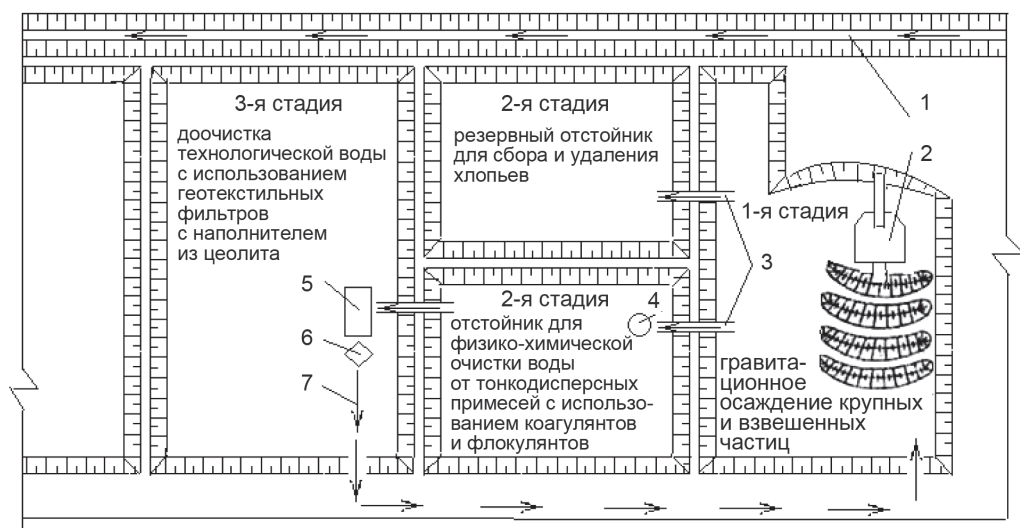 3-я стадия
доочистка
технологической воды
с использованием
геотекстильных
фильтров
с наполнителем
из цеолита
5
6
7
2-я стадия
резервный отстойник
для сбора и удаления
хлопьев
2-я стадия
4
отстойник для
физико-химической
очистки воды
от тонкодисперсных
примесей с использо-
ванием коагулянтов
и флокулянтов
1
2
1-я стадия
3
гравита-
ционное
осаждение крупных
и взвешенных
частиц